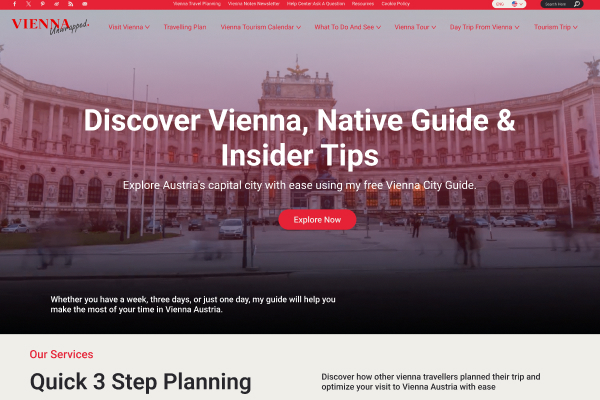 Vienna Travel Planning Vienna Notes Newsletter Help Center Ask A Question Resources Cookie Policy
ENG
Search Here
VIENNA
Unwrapped.
Visit Vienna Travelling Plan Vienna Tourism Calendar What To Do And See Vienna Tour Day Trip From Vienna Tourism Trip
Discover Vienna, Native Guide &
Insider Tips
Explore Austria's capital city with ease using my free Vienna City Guide.
Explore Now
Whether you have a week, three days, or just one day, my guide will help you
make the most of your time in Vienna Austria.
Our Services
Quick 3 Step Planning
Discover how other vienna travellers planned their trip and
optimize your visit to Vienna Austria with ease